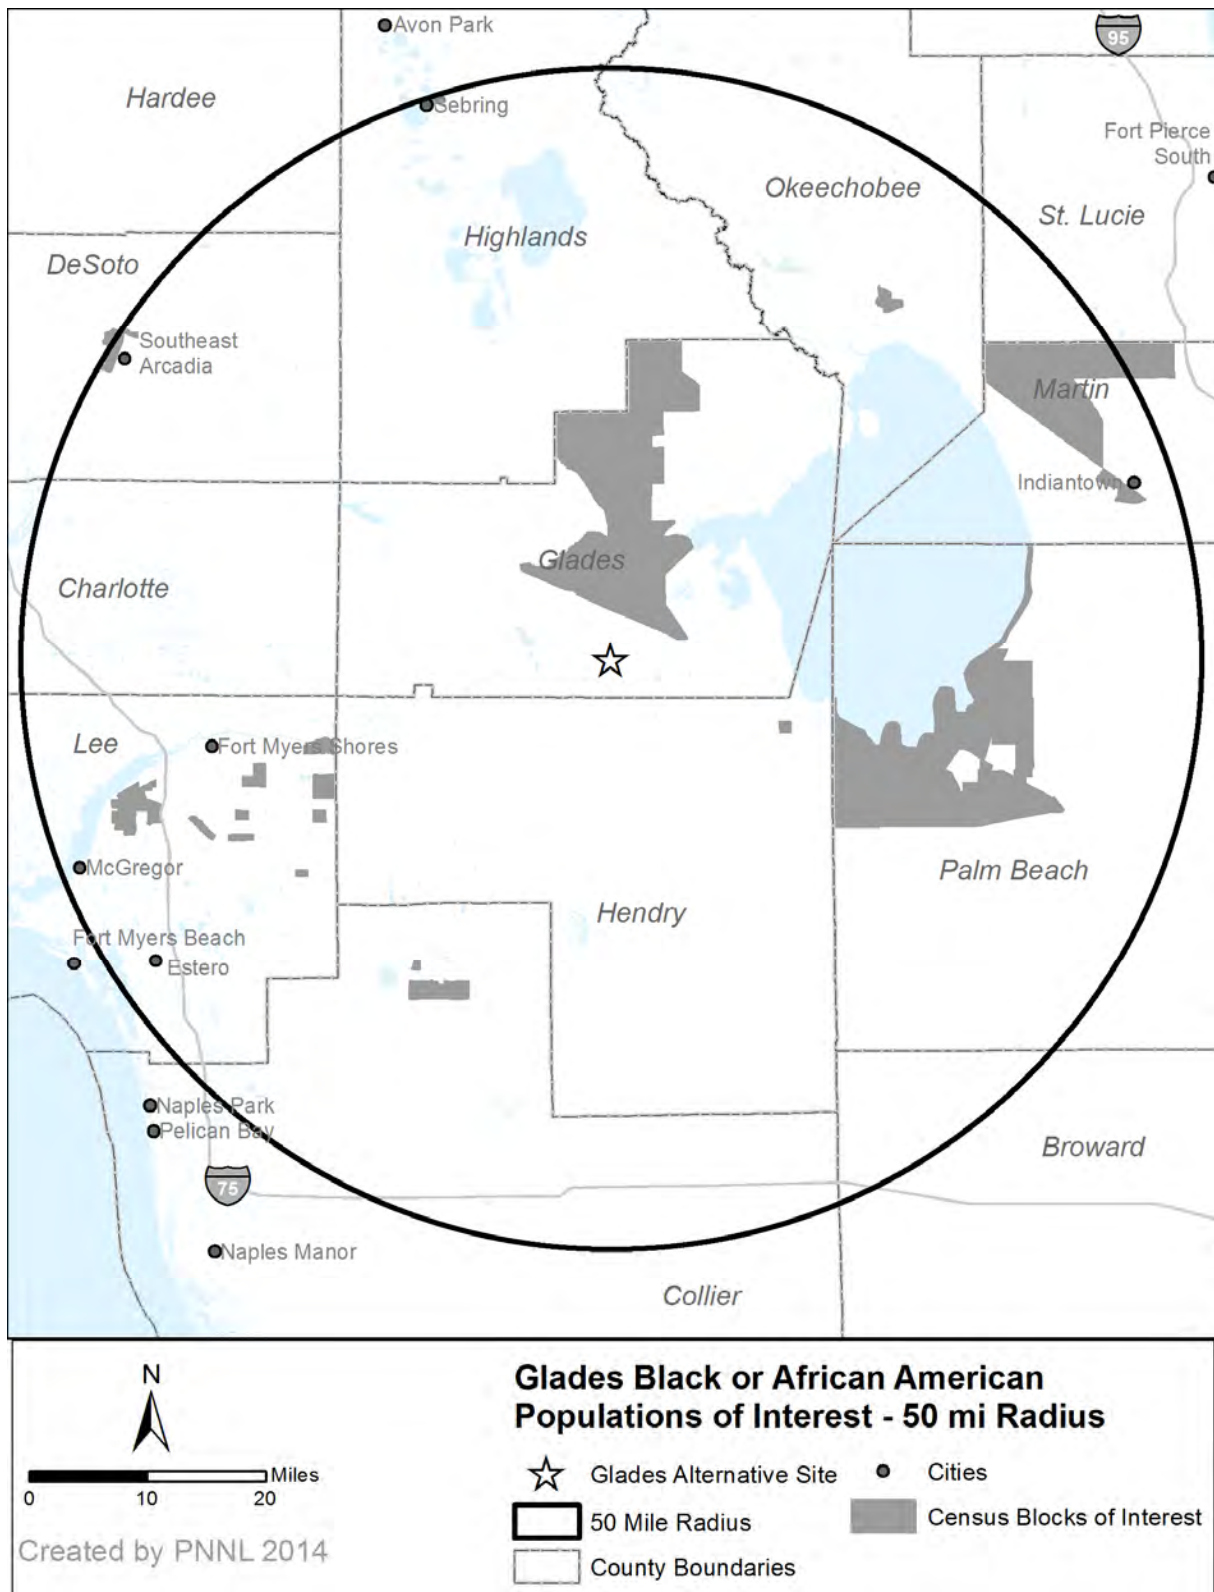 Avon Park
95
Hardee
Sebring
Fort Pierce
South
Okeechobee
St. Lucie
Highlands
DeSoto
Southeast
Arcadia
Martin
Indiantown
Glades
Charlotte
Lee
Fort Myers Shores
McGregor
Palm Beach
Hendry
Fort Myers Beach
Estero
Naples Park
Pelican Bay
Broward
75
Naples Manor
Collier
N
Miles
0 10 20
Created by PNNL 2014
Glades Black or African American
Populations of Interest - 50 mi Radius
Glades Alternative Site
Cities
50 Mile Radius
Census Blocks of Interest
County Boundaries